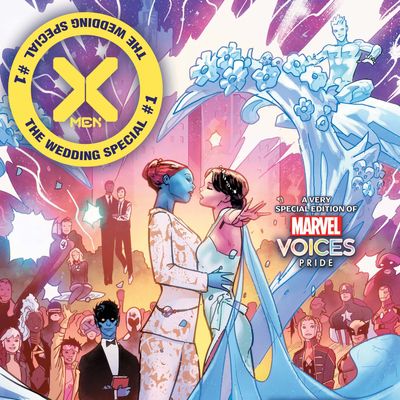 THE WEDDING SPECIAL #1
X
MEN
THE WEDDING SPECIAL #1
A VERY
SPECIAL EDITION OF
MARVEL
VOICES
PRIDE